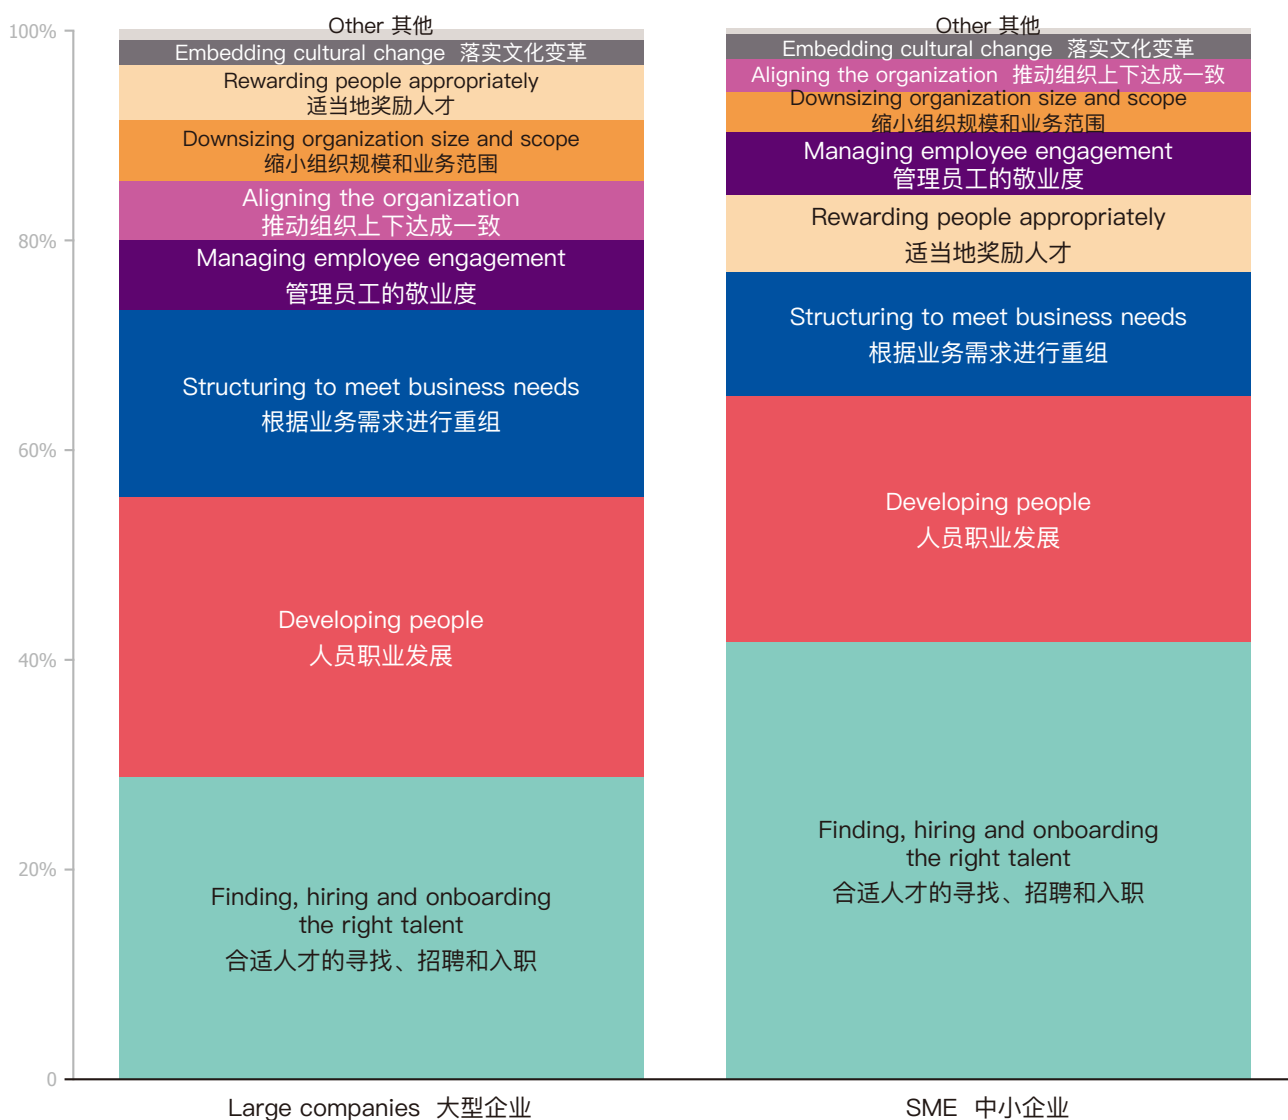 100%
80%
60%
40%
20%
0
Other 其他
Embedding cultural change 落实文化变革
Rewarding people appropriately
适当地奖励人才
Downsizing organization size and scope
缩小组织规模和业务范围
Aligning the organization
推动组织上下达成一致
Managing employee engagement
管理员工的敬业度
Structuring to meet business needs
根据业务需求进行重组
Developing people
人员职业发展
Finding, hiring and onboarding
the right talent
合适人才的寻找、招聘和入职
Large companies 大型企业
Other 其他
Embedding cultural change 落实文化变革
Aligning the organization 推动组织上下达成一致
Downsizing organization size and scope
缩小组织规模和业务范围
Managing employee engagement
管理员工的敬业度
Rewarding people appropriately
适当地奖励人才
Structuring to meet business needs
根据业务需求进行重组
Developing people
人员职业发展
Finding, hiring and onboarding
the right talent
合适人才的寻找、招聘和入职
SME 中小企业